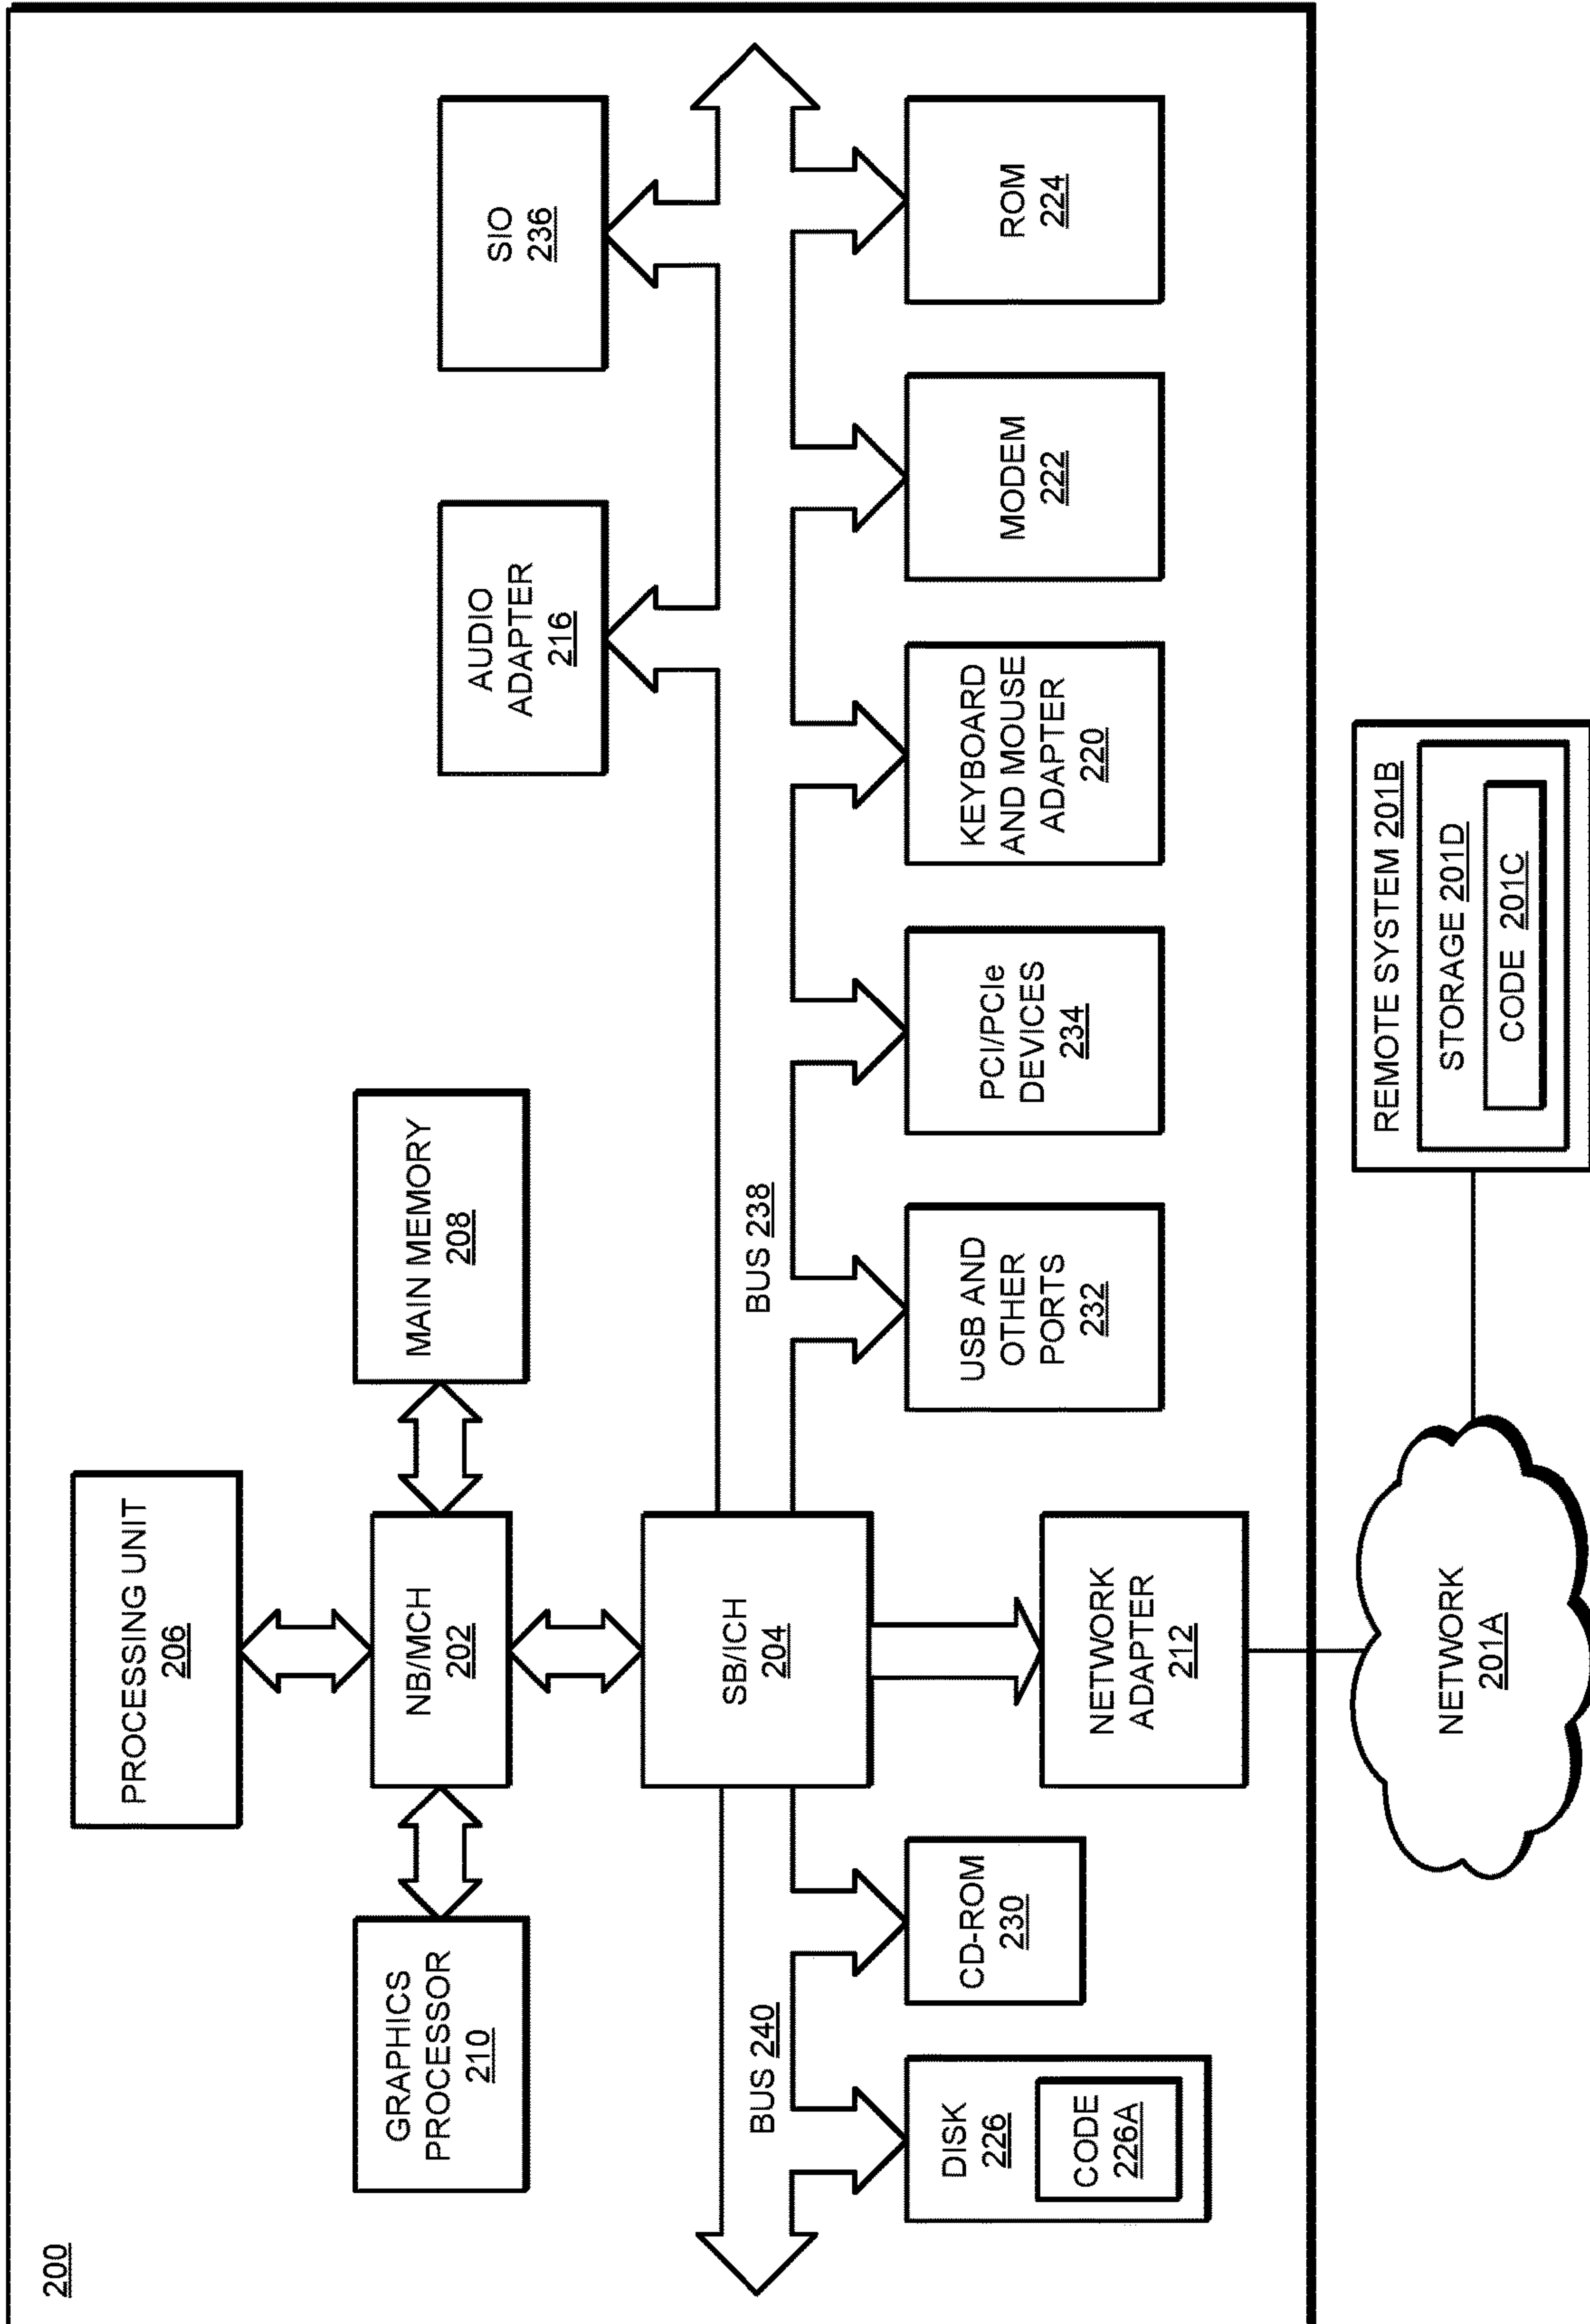 200
PROCESSING UNIT
206
GRAPHICS
PROCESSOR
210
NB/MCH
202
MAIN MEMORY
208
AUDIO
ADAPTER
216
SIO
236
SB/ICH
204
BUS 240
BUS 238
DISK
226
CODE
226A
CD-ROM
230
NETWORK
ADAPTER
212
USB AND
OTHER
PORTS
232
PCI/PCIe
DEVICES
234
KEYBOARD
AND MOUSE
ADAPTER
220
MODEM
222
ROM
224
NETWORK
201A
REMOTE SYSTEM 201B
STORAGE 201D
CODE 201C